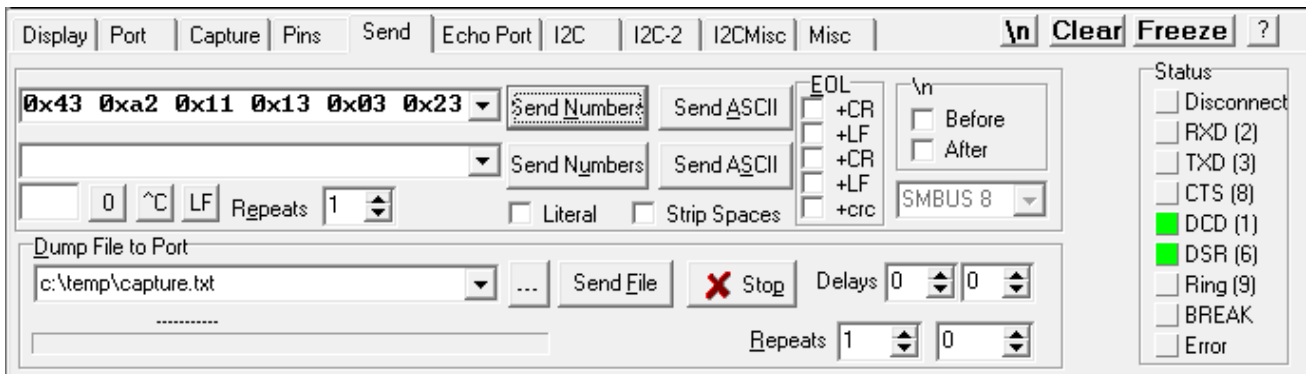 Display Port Capture Pins Send Echo Port I2C I2C-2 I2CMisc Misc \n Clear Freeze ?
Status
EOL
\n
0x43 0xa2 0x11 0x13 0x03 0x23 Send Numbers Send ASCII
+CR
+LF
+CR
+LF
+crc
Before
After
Send Numbers Send ASCII
SMBUS 8
0 ^C LF Repeats 1 Literal Strip Spaces
Disconnect
RXD (2)
TXD (3)
CTS (8)
DCD (1)
DSR (6)
Ring (9)
BREAK
Error
Dump File to Port
c:\temp\capture.txt ... Send File Stop Delays 0 0
-----------
Repeats 1 0